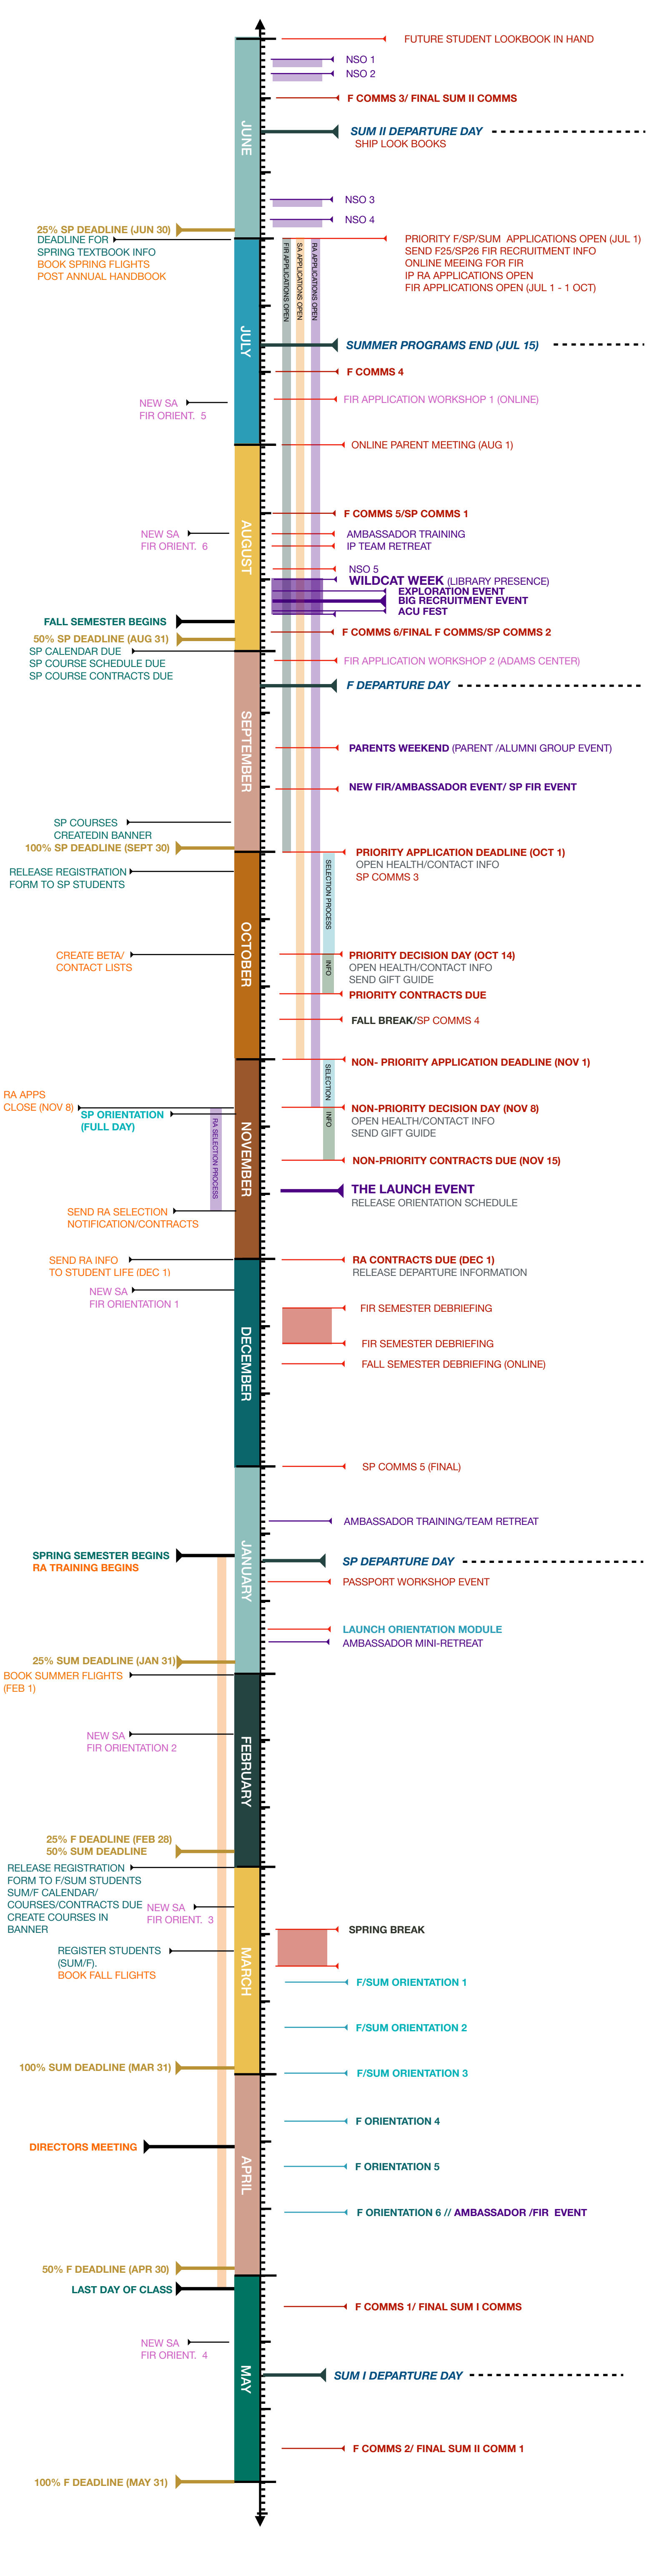 FUTURE STUDENT LOOKBOOK IN HAND
NSO 1
NSO 2
F COMMS 3/ FINAL SUM II COMMS
JUNE
SUM II DEPARTURE DAY
SHIP LOOK BOOKS
NSO 3
NSO 4
25% SP DEADLINE (JUN 30)
DEADLINE FOR
SPRING TEXTBOOK INFO
BOOK SPRING FLIGHTS
POST ANNUAL HANDBOOK
PRIORITY F/SP/SUM APPLICATIONS OPEN (JUL 1)
SEND F25/SP26 FIR RECRUITMENT INFO
ONLINE MEEING FOR FIR
IP RA APPLICATIONS OPEN
FIR APPLICATIONS OPEN (JUL 1 - 1 OCT)
FIR APPLICATIONS OPEN
SA APPLICATIONS OPEN
RA APPLICATIONS OPEN
JULY
SUMMER PROGRAMS END (JUL 15)
F COMMS 4
NEW SA
FIR ORIENT. 5
FIR APPLICATION WORKSHOP 1 (ONLINE)
ONLINE PARENT MEETING (AUG 1)
AUGUST
F COMMS 5/SP COMMS 1
NEW SA
FIR ORIENT. 6
AMBASSADOR TRAINING
IP TEAM RETREAT
NSO 5
WILDCAT WEEK (LIBRARY PRESENCE)
EXPLORATION EVENT
BIG RECRUITMENT EVENT
ACU FEST
FALL SEMESTER BEGINS
F COMMS 6/FINAL F COMMS/SP COMMS 2
50% SP DEADLINE (AUG 31)
SP CALENDAR DUE
SP COURSE SCHEDULE DUE
SP COURSE CONTRACTS DUE
FIR APPLICATION WORKSHOP 2 (ADAMS CENTER)
F DEPARTURE DAY
SEPTEMBER
PARENTS WEEKEND (PARENT /ALUMNI GROUP EVENT)
NEW FIR/AMBASSADOR EVENT/ SP FIR EVENT
SP COURSES
CREATEDIN BANNER
100% SP DEADLINE (SEPT 30)
PRIORITY APPLICATION DEADLINE (OCT 1)
OPEN HEALTH/CONTACT INFO
SP COMMS 3
RELEASE REGISTRATION
FORM TO SP STUDENTS
SELECTION PROCESS
OCTOBER
CREATE BETA/
CONTACT LISTS
INFO
PRIORITY DECISION DAY (OCT 14)
OPEN HEALTH/CONTACT INFO
SEND GIFT GUIDE
PRIORITY CONTRACTS DUE
FALL BREAK/SP COMMS 4
NON- PRIORITY APPLICATION DEADLINE (NOV 1)
SELECTION
RA APPS
CLOSE (NOV 8)
SP ORIENTATION
(FULL DAY)
NON-PRIORITY DECISION DAY (NOV 8)
OPEN HEALTH/CONTACT INFO
SEND GIFT GUIDE
INFO
RA SELECTION PROCESS
NOVEMBER
NON-PRIORITY CONTRACTS DUE (NOV 15)
THE LAUNCH EVENT
RELEASE ORIENTATION SCHEDULE
SEND RA SELECTION
NOTIFICATION/CONTRACTS
SEND RA INFO
TO STUDENT LIFE (DEC 1)
RA CONTRACTS DUE (DEC 1)
RELEASE DEPARTURE INFORMATION
NEW SA
FIR ORIENTATION 1
FIR SEMESTER DEBRIEFING
DECEMBER
FIR SEMESTER DEBRIEFING
FALL SEMESTER DEBRIEFING (ONLINE)
SP COMMS 5 (FINAL)
AMBASSADOR TRAINING/TEAM RETREAT
JANUARY
SPRING SEMESTER BEGINS
RA TRAINING BEGINS
SP DEPARTURE DAY
PASSPORT WORKSHOP EVENT
LAUNCH ORIENTATION MODULE
AMBASSADOR MINI-RETREAT
25% SUM DEADLINE (JAN 31)
BOOK SUMMER FLIGHTS
(FEB 1)
NEW SA
FIR ORIENTATION 2
FEBRUARY
25% F DEADLINE (FEB 28)
50% SUM DEADLINE
RELEASE REGISTRATION
FORM TO F/SUM STUDENTS
SUM/F CALENDAR/
COURSES/CONTRACTS DUE
CREATE COURSES IN
BANNER
NEW SA
FIR ORIENT. 3
SPRING BREAK
MARCH
REGISTER STUDENTS
(SUM/F).
BOOK FALL FLIGHTS
F/SUM ORIENTATION 1
F/SUM ORIENTATION 2
100% SUM DEADLINE (MAR 31)
F/SUM ORIENTATION 3
F ORIENTATION 4
DIRECTORS MEETING
APRIL
F ORIENTATION 5
F ORIENTATION 6 // AMBASSADOR /FIR EVENT
50% F DEADLINE (APR 30)
LAST DAY OF CLASS
F COMMS 1/ FINAL SUM I COMMS
NEW SA
FIR ORIENT. 4
MAY
SUM I DEPARTURE DAY
F COMMS 2/ FINAL SUM II COMM 1
100% F DEADLINE (MAY 31)